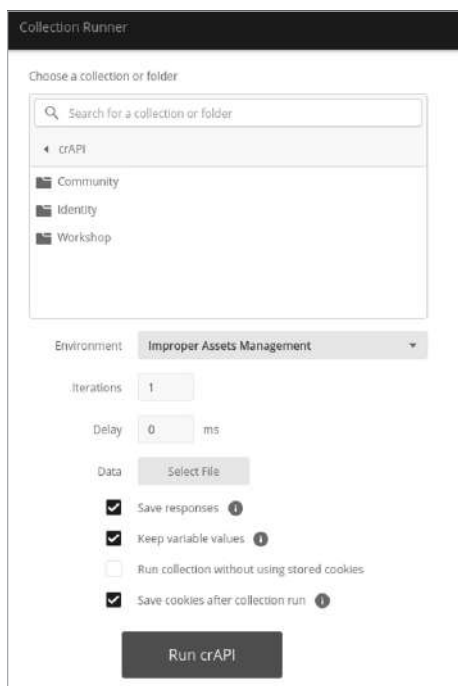 Collection Runner
Choose a collection or folder
Search for a collection or folder
crAPI
Community
Identity
Workshop
Environment Improper Assets Management
Iterations 1
Delay 0 ms
Data Select File
Save responses
Keep variable values
Run collection without using stored cookies
Save cookies after collection run
Run crAPI